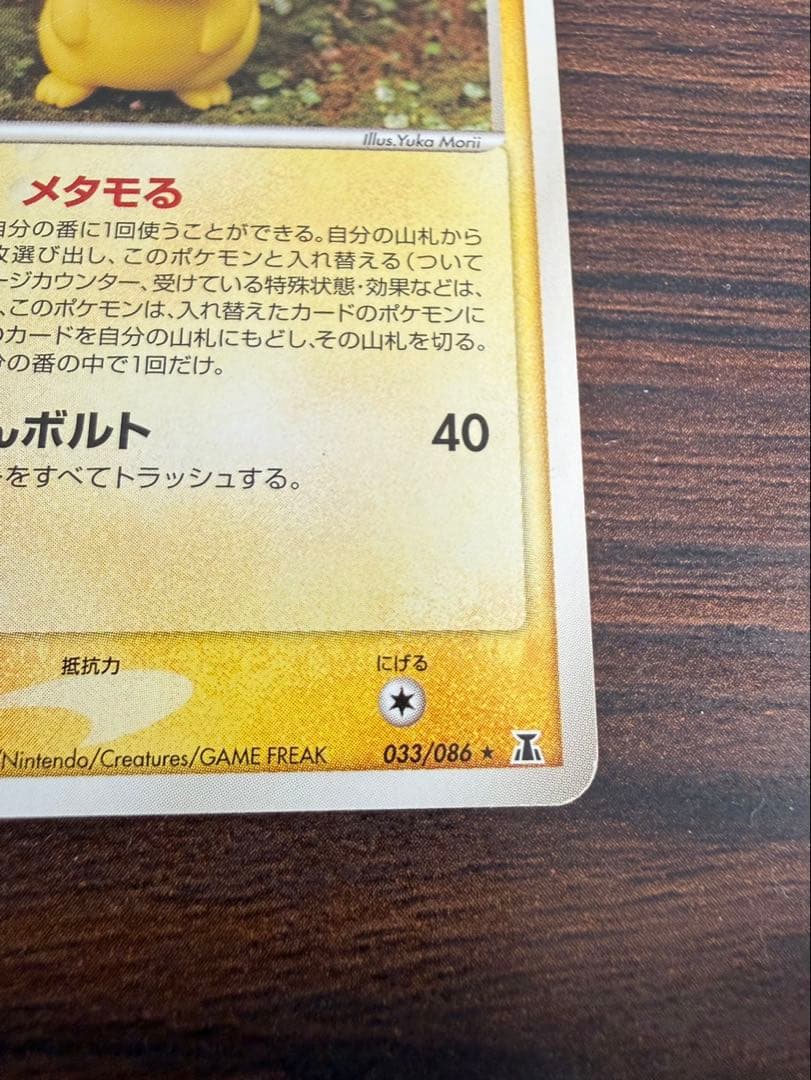 Illus.Yuka Morii
メタモる
自分の番に1回使うことができる。自分の山札から
選び出し、このポケモンと入れ替える(ついて
ージカウンター、受けている特殊状態・効果などは、
、このポケモンは、入れ替えたカードのポケモンに
カードを自分の山札にもどし、その山札を切る。
の番の中で1回だけ。
んボルト 40
をすべてトラッシュする。
抵抗力 にげる
/Nintendo/Creatures/GAME FREAK 033/086 ★